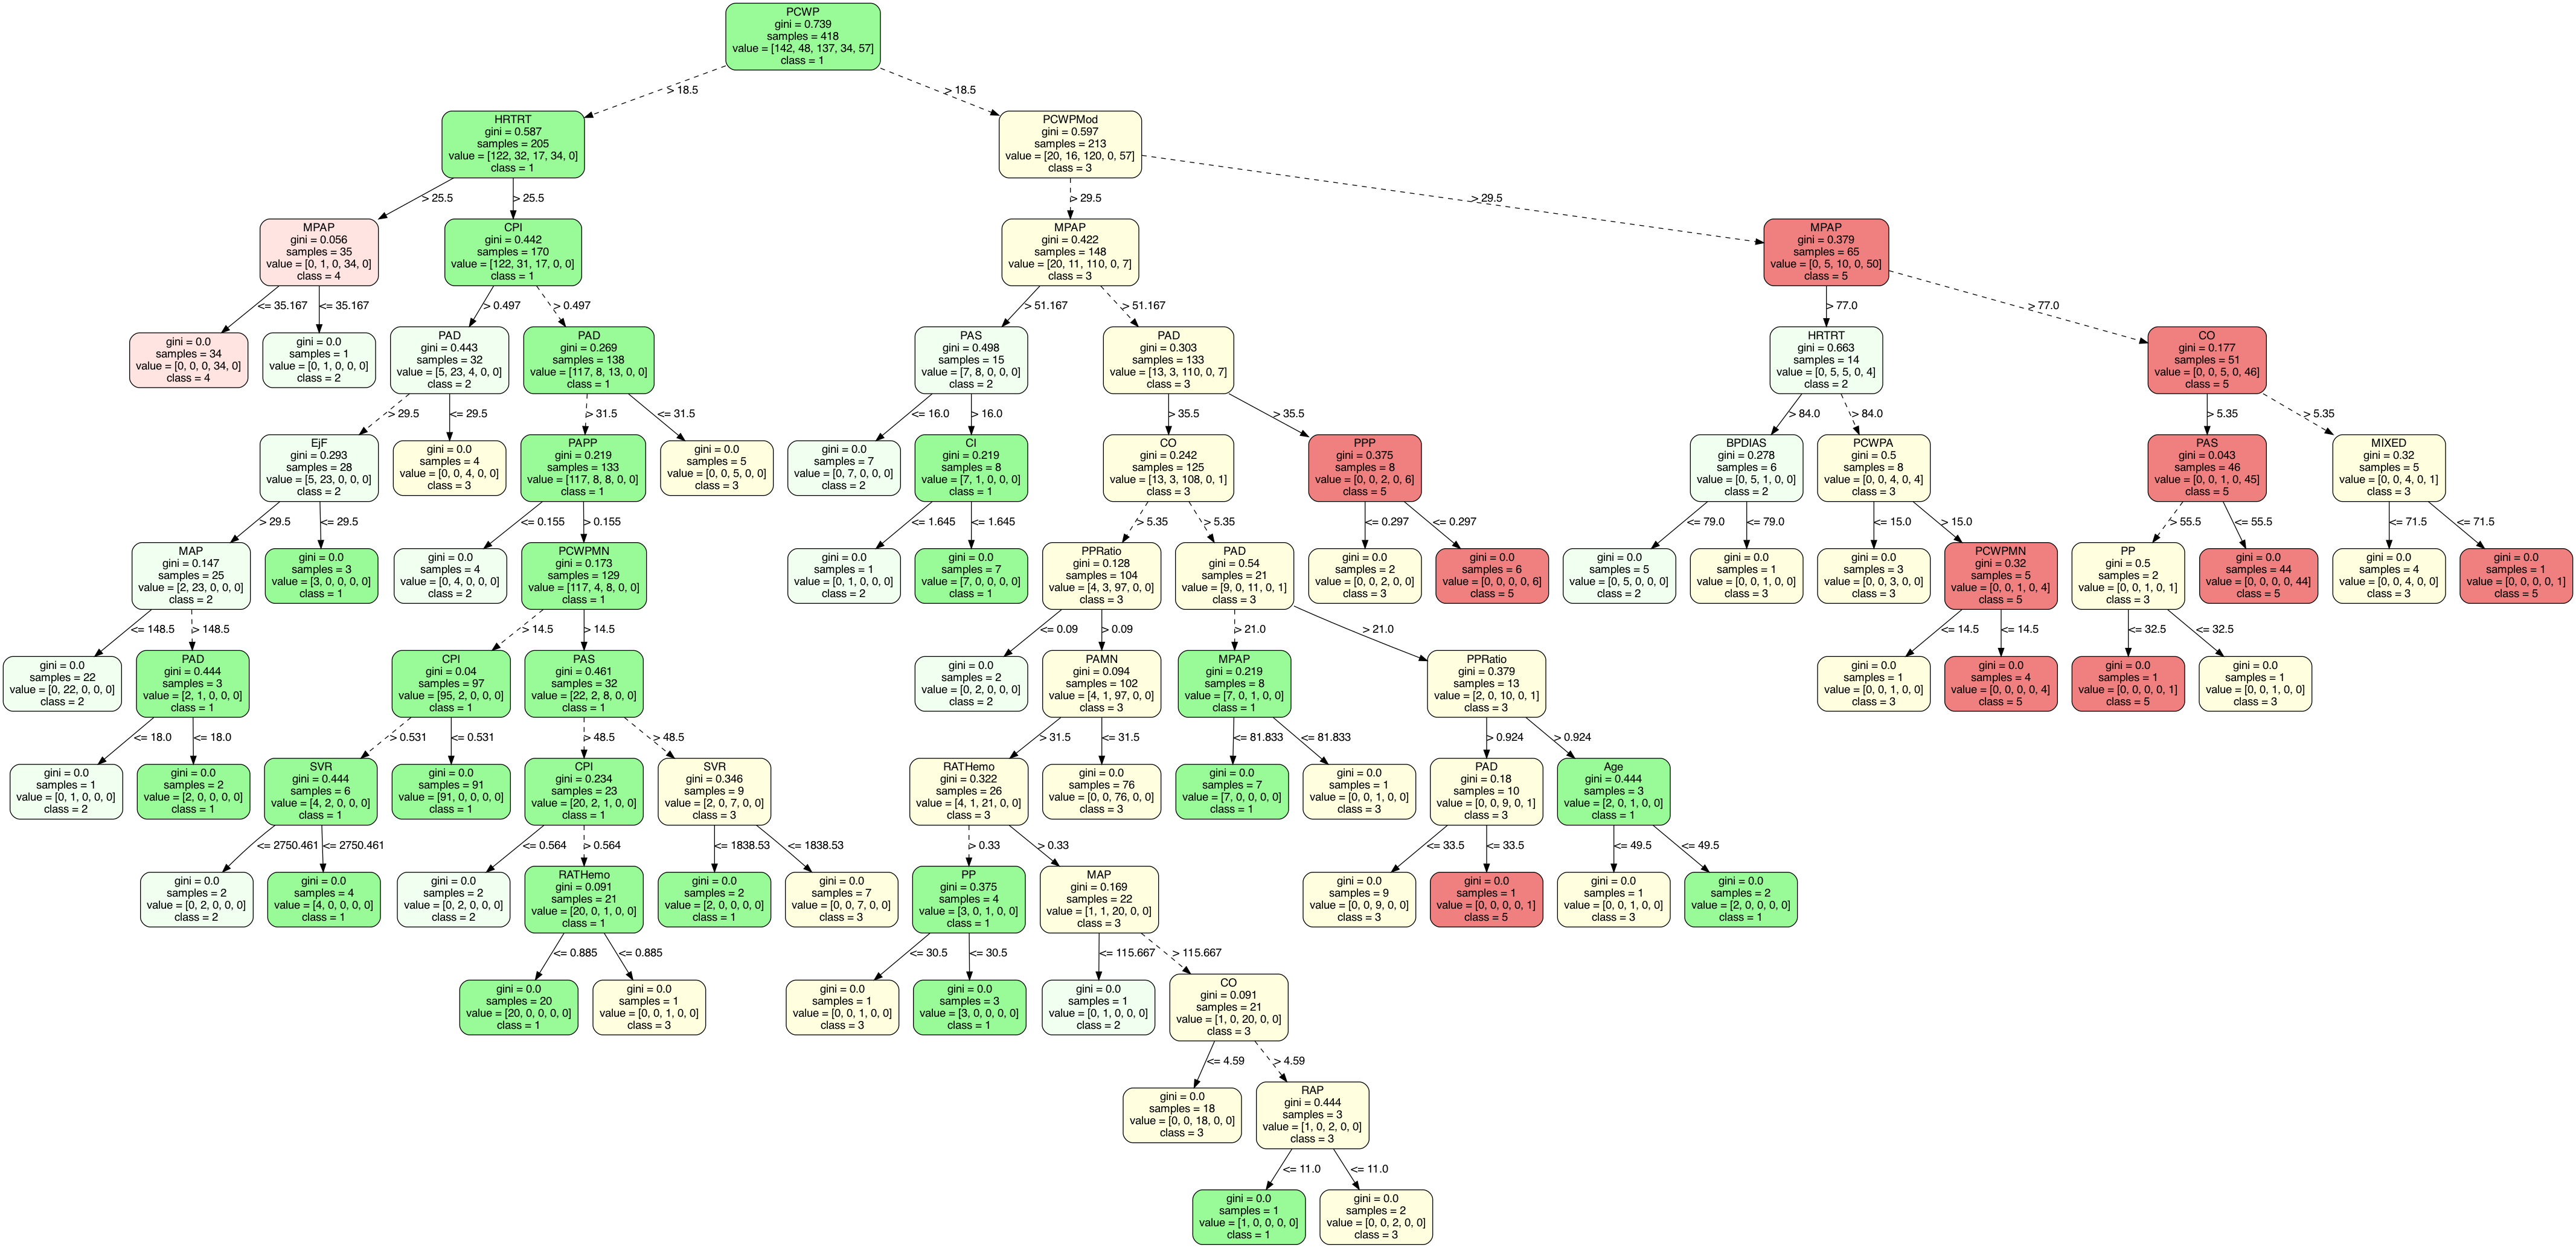 PCWP
gini = 0.739
samples = 418
value = [142, 48, 137, 34, 57]
class = 1
> 18.5
> 18.5
HRTRT
gini = 0.587
samples = 205
value = [122, 32, 17, 34, 0]
class = 1
PCWPMod
gini = 0.597
samples = 213
value = [20, 16, 120, 0, 57]
class = 3
> 25.5
> 25.5
> 29.5
> 29.5
MPAP
gini = 0.056
samples = 35
value = [0, 1, 0, 34, 0]
class = 4
CPI
gini = 0.442
samples = 170
value = [122, 31, 17, 0, 0]
class = 1
MPAP
gini = 0.422
samples = 148
value = [20, 11, 110, 0, 7]
class = 3
MPAP
gini = 0.379
samples = 65
value = [0, 5, 10, 0, 50]
class = 5
<= 35.167
<= 35.167
> 0.497
> 0.497
> 51.167
> 51.167
> 77.0
> 77.0
gini = 0.0
samples = 34
value = [0, 0, 0, 34, 0]
class = 4
gini = 0.0
samples = 1
value = [0, 1, 0, 0, 0]
class = 2
PAD
gini = 0.443
samples = 32
value = [5, 23, 4, 0, 0]
class = 2
PAD
gini = 0.269
samples = 138
value = [117, 8, 13, 0, 0]
class = 1
PAS
gini = 0.498
samples = 15
value = [7, 8, 0, 0, 0]
class = 2
PAD
gini = 0.303
samples = 133
value = [13, 3, 110, 0, 7]
class = 3
HRTRT
gini = 0.663
samples = 14
value = [0, 5, 5, 0, 4]
class = 2
CO
gini = 0.177
samples = 51
value = [0, 0, 5, 0, 46]
class = 5
> 29.5
<= 29.5
> 31.5
<= 31.5
<= 16.0
> 16.0
> 35.5
> 35.5
> 84.0
> 84.0
> 5.35
> 5.35
EjF
gini = 0.293
samples = 28
value = [5, 23, 0, 0, 0]
class = 2
gini = 0.0
samples = 4
value = [0, 0, 4, 0, 0]
class = 3
PAPP
gini = 0.219
samples = 133
value = [117, 8, 8, 0, 0]
class = 1
gini = 0.0
samples = 5
value = [0, 0, 5, 0, 0]
class = 3
gini = 0.0
samples = 7
value = [0, 7, 0, 0, 0]
class = 2
CI
gini = 0.219
samples = 8
value = [7, 1, 0, 0, 0]
class = 1
CO
gini = 0.242
samples = 125
value = [13, 3, 108, 0, 1]
class = 3
PPP
gini = 0.375
samples = 8
value = [0, 0, 2, 0, 6]
class = 5
BPDIAS
gini = 0.278
samples = 6
value = [0, 5, 1, 0, 0]
class = 2
PCWPA
gini = 0.5
samples = 8
value = [0, 0, 4, 0, 4]
class = 3
PAS
gini = 0.043
samples = 46
value = [0, 0, 1, 0, 45]
class = 5
MIXED
gini = 0.32
samples = 5
value = [0, 0, 4, 0, 1]
class = 3
> 29.5
<= 29.5
<= 0.155
> 0.155
<= 1.645
<= 1.645
> 5.35
> 5.35
<= 0.297
<= 0.297
<= 79.0
<= 79.0
<= 15.0
> 15.0
> 55.5
<= 55.5
<= 71.5
<= 71.5
MAP
gini = 0.147
samples = 25
value = [2, 23, 0, 0, 0]
class = 2
gini = 0.0
samples = 3
value = [3, 0, 0, 0, 0]
class = 1
gini = 0.0
samples = 4
value = [0, 4, 0, 0, 0]
class = 2
PCWPMN
gini = 0.173
samples = 129
value = [117, 4, 8, 0, 0]
class = 1
gini = 0.0
samples = 1
value = [0, 1, 0, 0, 0]
class = 2
gini = 0.0
samples = 7
value = [7, 0, 0, 0, 0]
class = 1
PPRatio
gini = 0.128
samples = 104
value = [4, 3, 97, 0, 0]
class = 3
PAD
gini = 0.54
samples = 21
value = [9, 0, 11, 0, 1]
class = 3
gini = 0.0
samples = 2
value = [0, 0, 2, 0, 0]
class = 3
gini = 0.0
samples = 6
value = [0, 0, 0, 0, 6]
class = 5
gini = 0.0
samples = 5
value = [0, 5, 0, 0, 0]
class = 2
gini = 0.0
samples = 1
value = [0, 0, 1, 0, 0]
class = 3
gini = 0.0
samples = 3
value = [0, 0, 3, 0, 0]
class = 3
PCWPMN
gini = 0.32
samples = 5
value = [0, 0, 1, 0, 4]
class = 5
PP
gini = 0.5
samples = 2
value = [0, 0, 1, 0, 1]
class = 3
gini = 0.0
samples = 44
value = [0, 0, 0, 0, 44]
class = 5
gini = 0.0
samples = 4
value = [0, 0, 4, 0, 0]
class = 3
gini = 0.0
samples = 1
value = [0, 0, 0, 0, 1]
class = 5
<= 148.5
> 148.5
> 14.5
> 14.5
<= 0.09
> 0.09
> 21.0
> 21.0
<= 14.5
<= 14.5
<= 32.5
<= 32.5
gini = 0.0
samples = 22
value = [0, 22, 0, 0, 0]
class = 2
PAD
gini = 0.444
samples = 3
value = [2, 1, 0, 0, 0]
class = 1
CPI
gini = 0.04
samples = 97
value = [95, 2, 0, 0, 0]
class = 1
PAS
gini = 0.461
samples = 32
value = [22, 2, 8, 0, 0]
class = 1
gini = 0.0
samples = 2
value = [0, 2, 0, 0, 0]
class = 2
PAMN
gini = 0.094
samples = 102
value = [4, 1, 97, 0, 0]
class = 3
MPAP
gini = 0.219
samples = 8
value = [7, 0, 1, 0, 0]
class = 1
PPRatio
gini = 0.379
samples = 13
value = [2, 0, 10, 0, 1]
class = 3
gini = 0.0
samples = 1
value = [0, 0, 1, 0, 0]
class = 3
gini = 0.0
samples = 4
value = [0, 0, 0, 0, 4]
class = 5
gini = 0.0
samples = 1
value = [0, 0, 0, 0, 1]
class = 5
gini = 0.0
samples = 1
value = [0, 0, 1, 0, 0]
class = 3
<= 18.0
<= 18.0
> 0.531
<= 0.531
> 48.5
> 48.5
> 31.5
<= 31.5
<= 81.833
<= 81.833
> 0.924
> 0.924
gini = 0.0
samples = 1
value = [0, 1, 0, 0, 0]
class = 2
gini = 0.0
samples = 2
value = [2, 0, 0, 0, 0]
class = 1
SVR
gini = 0.444
samples = 6
value = [4, 2, 0, 0, 0]
class = 1
gini = 0.0
samples = 91
value = [91, 0, 0, 0, 0]
class = 1
CPI
gini = 0.234
samples = 23
value = [20, 2, 1, 0, 0]
class = 1
SVR
gini = 0.346
samples = 9
value = [2, 0, 7, 0, 0]
class = 3
RATHemo
gini = 0.322
samples = 26
value = [4, 1, 21, 0, 0]
class = 3
gini = 0.0
samples = 76
value = [0, 0, 76, 0, 0]
class = 3
gini = 0.0
samples = 7
value = [7, 0, 0, 0, 0]
class = 1
gini = 0.0
samples = 1
value = [0, 0, 1, 0, 0]
class = 3
PAD
gini = 0.18
samples = 10
value = [0, 0, 9, 0, 1]
class = 3
Age
gini = 0.444
samples = 3
value = [2, 0, 1, 0, 0]
class = 1
<= 2750.461
<= 2750.461
<= 0.564
> 0.564
<= 1838.53
<= 1838.53
> 0.33
> 0.33
<= 33.5
<= 33.5
<= 49.5
<= 49.5
gini = 0.0
samples = 2
value = [0, 2, 0, 0, 0]
class = 2
gini = 0.0
samples = 4
value = [4, 0, 0, 0, 0]
class = 1
gini = 0.0
samples = 2
value = [0, 2, 0, 0, 0]
class = 2
RATHemo
gini = 0.091
samples = 21
value = [20, 0, 1, 0, 0]
class = 1
gini = 0.0
samples = 2
value = [2, 0, 0, 0, 0]
class = 1
gini = 0.0
samples = 7
value = [0, 0, 7, 0, 0]
class = 3
PP
gini = 0.375
samples = 4
value = [3, 0, 1, 0, 0]
class = 1
MAP
gini = 0.169
samples = 22
value = [1, 1, 20, 0, 0]
class = 3
gini = 0.0
samples = 9
value = [0, 0, 9, 0, 0]
class = 3
gini = 0.0
samples = 1
value = [0, 0, 0, 0, 1]
class = 5
gini = 0.0
samples = 1
value = [0, 0, 1, 0, 0]
class = 3
gini = 0.0
samples = 2
value = [2, 0, 0, 0, 0]
class = 1
<= 0.885
<= 0.885
<= 30.5
<= 30.5
<= 115.667
> 115.667
gini = 0.0
samples = 20
value = [20, 0, 0, 0, 0]
class = 1
gini = 0.0
samples = 1
value = [0, 0, 1, 0, 0]
class = 3
gini = 0.0
samples = 1
value = [0, 0, 1, 0, 0]
class = 3
gini = 0.0
samples = 3
value = [3, 0, 0, 0, 0]
class = 1
gini = 0.0
samples = 1
value = [0, 1, 0, 0, 0]
class = 2
CO
gini = 0.091
samples = 21
value = [1, 0, 20, 0, 0]
class = 3
<= 4.59
> 4.59
gini = 0.0
samples = 18
value = [0, 0, 18, 0, 0]
class = 3
RAP
gini = 0.444
samples = 3
value = [1, 0, 2, 0, 0]
class = 3
<= 11.0
<= 11.0
gini = 0.0
samples = 1
value = [1, 0, 0, 0, 0]
class = 1
gini = 0.0
samples = 2
value = [0, 0, 2, 0, 0]
class = 3